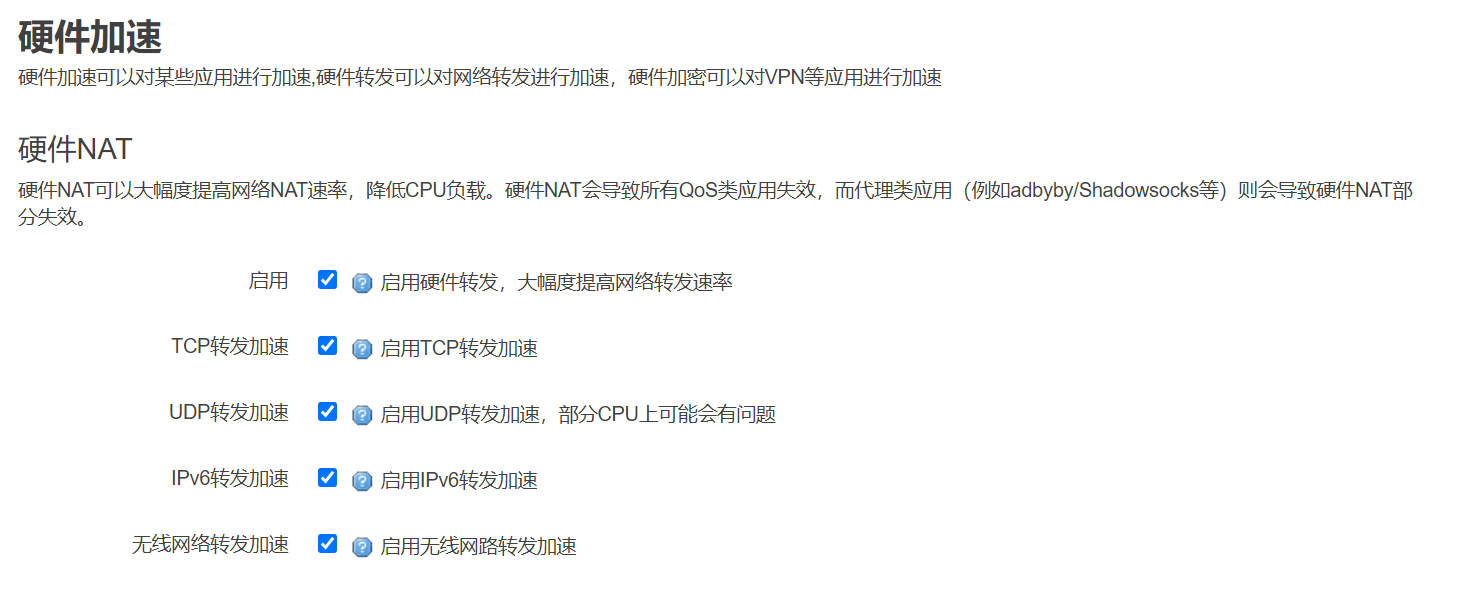 硬件加速
硬件加速可以对某些应用进行加速,硬件转发可以对网络转发进行加速，硬件加密可以对VPN等应用进行加速
硬件NAT
硬件NAT可以大幅度提高网络NAT速率，降低CPU负载。硬件NAT会导致所有QoS类应用失效，而代理类应用（例如adbyby/Shadowsocks等）则会导致硬件NAT部
分失效。
启用 启用硬件转发，大幅度提高网络转发速率
TCP转发加速 启用TCP转发加速
UDP转发加速 启用UDP转发加速，部分CPU上可能会有问题
IPv6转发加速 启用IPv6转发加速
无线网络转发加速 启用无线网路转发加速